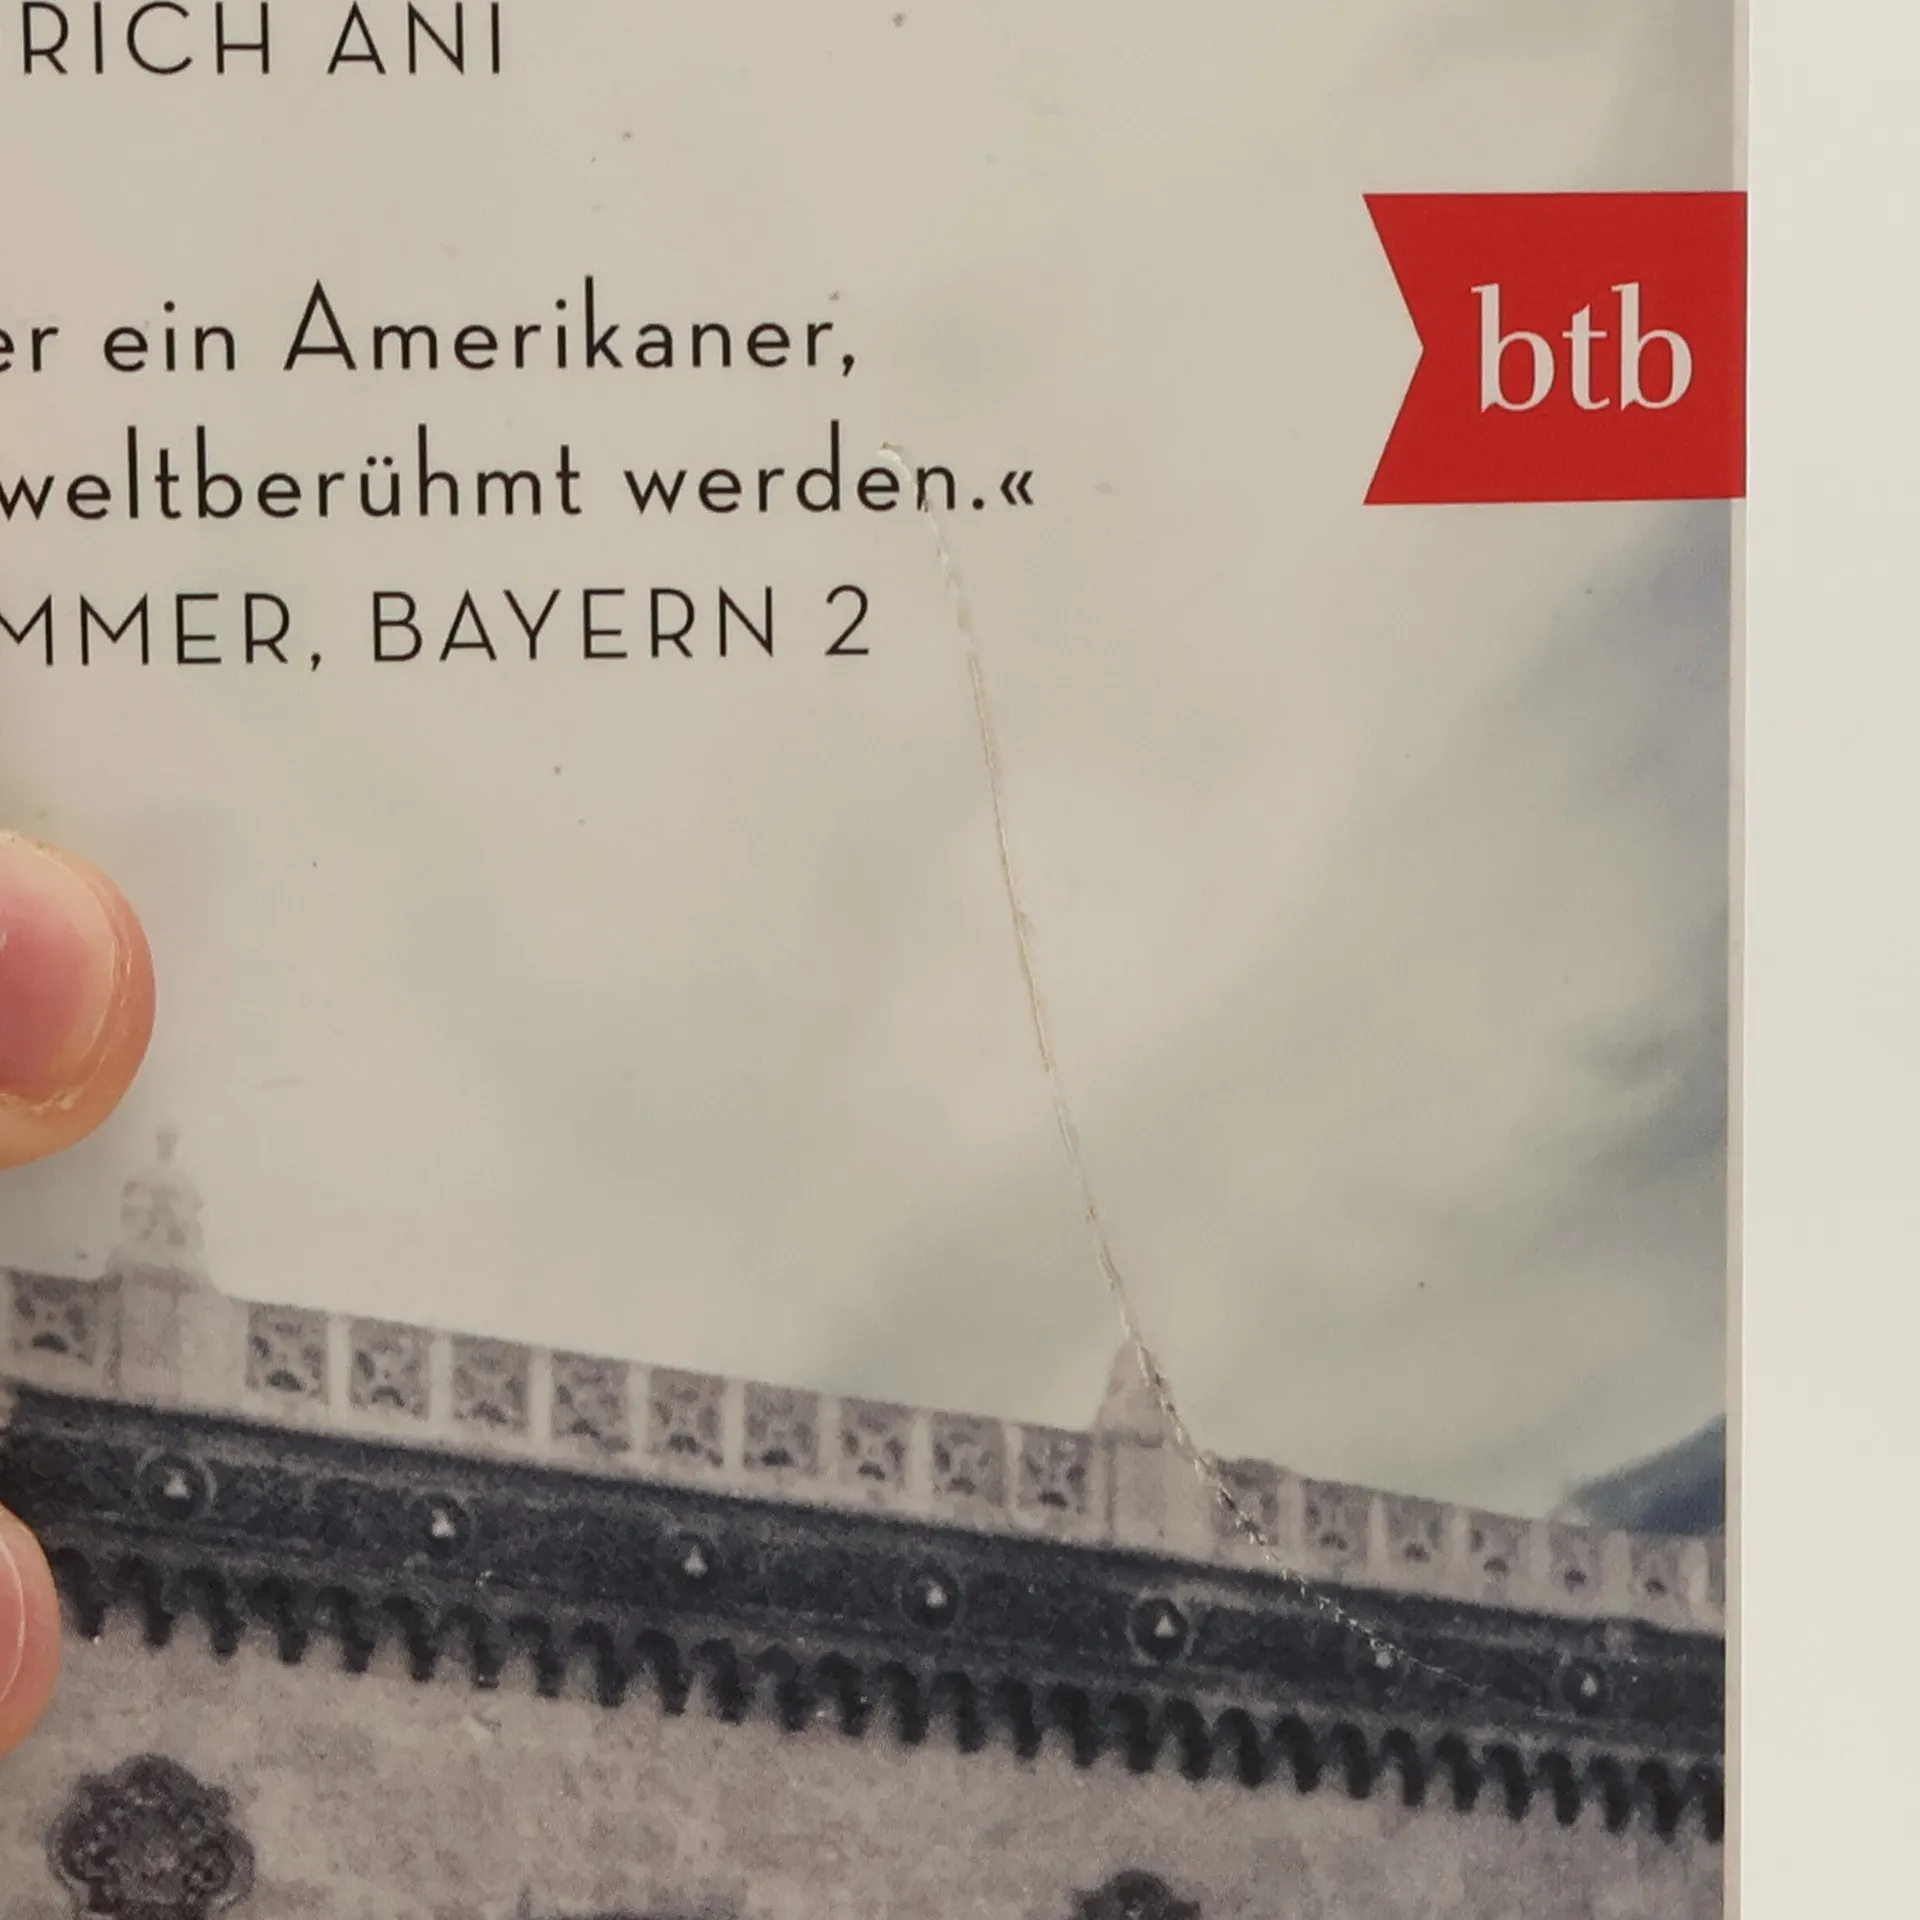 RICH ANI
er ein Amerikaner,
btb
weltberühmt werden.«
MMER, BAYERN 2